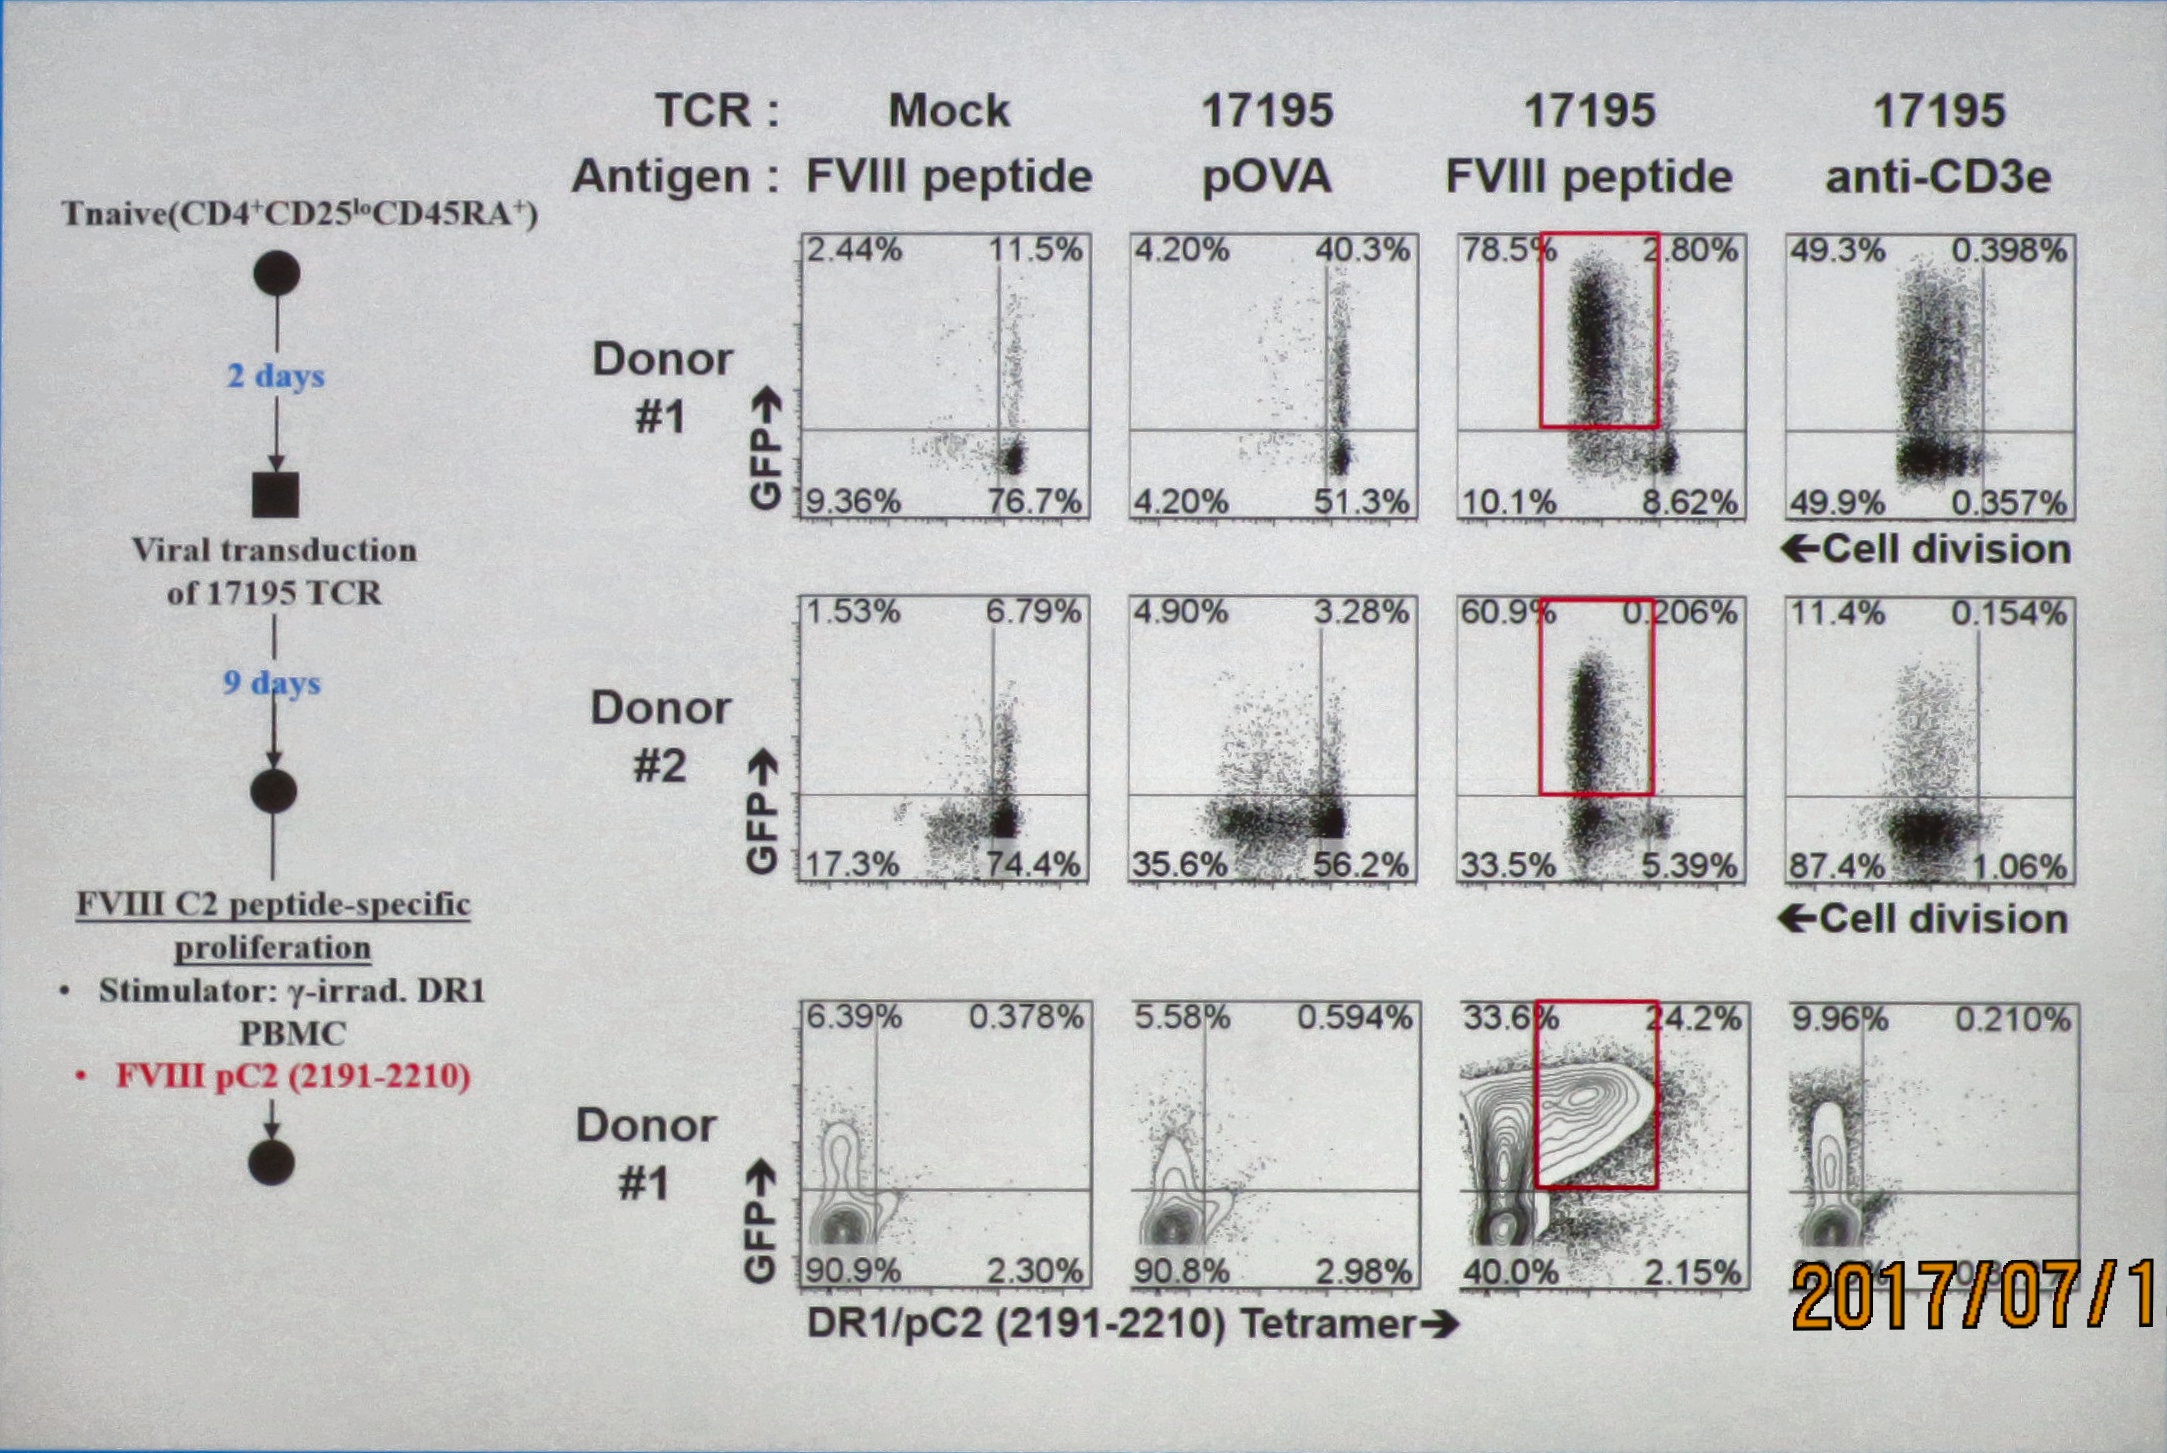 TCR : Mock 17195 17195 17195
Antigen : FVIII peptide pOVA FVIII peptide anti-CD3e
Tnaive(CD4⁺CD25ˡᵒCD45RA⁺)
2 days
Viral transduction
of 17195 TCR
9 days
FVIII C2 peptide-specific
proliferation
• Stimulator: γ-irrad. DR1
PBMC
• FVIII pC2 (2191-2210)
Donor
#1
GFP→
2.44% 11.5% 4.20% 40.3% 78.5% 2.80% 49.3% 0.398%
9.36% 76.7% 4.20% 51.3% 10.1% 8.62% 49.9% 0.357%
←Cell division
Donor
#2
GFP→
1.53% 6.79% 4.90% 3.28% 60.9% 0.206% 11.4% 0.154%
17.3% 74.4% 35.6% 56.2% 33.5% 5.39% 87.4% 1.06%
←Cell division
Donor
#1
GFP→
6.39% 0.378% 5.58% 0.594% 33.6% 24.2% 9.96% 0.210%
90.9% 2.30% 90.8% 2.98% 40.0% 2.15%
DR1/pC2 (2191-2210) Tetramer→
2017/07/1